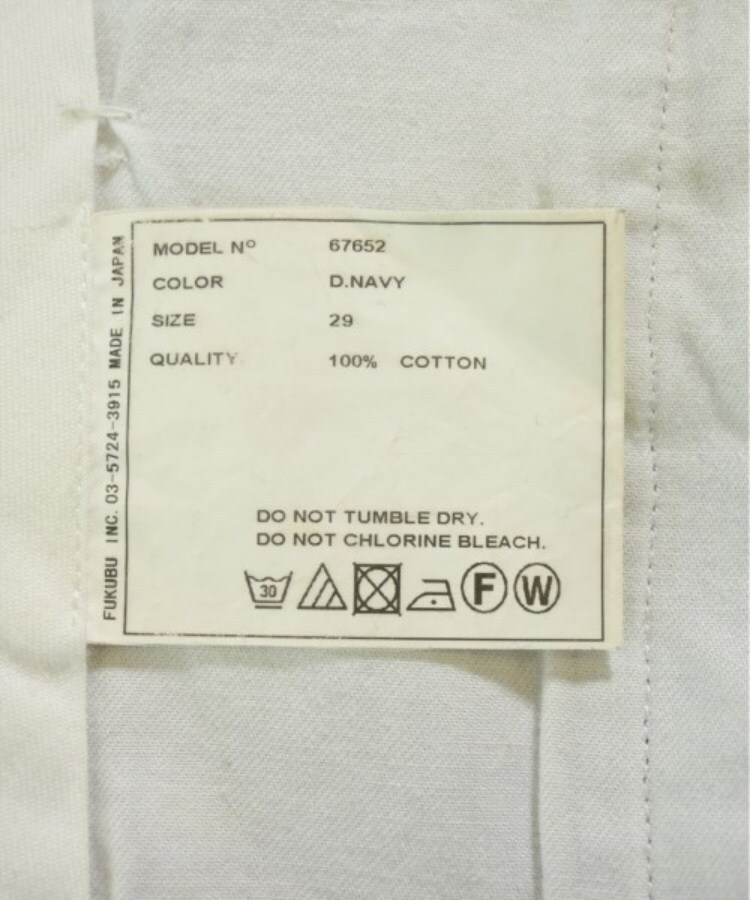 MODEL Nº 67652
COLOR D.NAVY
SIZE 29
QUALITY 100% COTTON
DO NOT TUMBLE DRY.
DO NOT CHLORINE BLEACH.
30 F W
FUKUBU INC. 03-5724-3915 MADE IN JAPAN